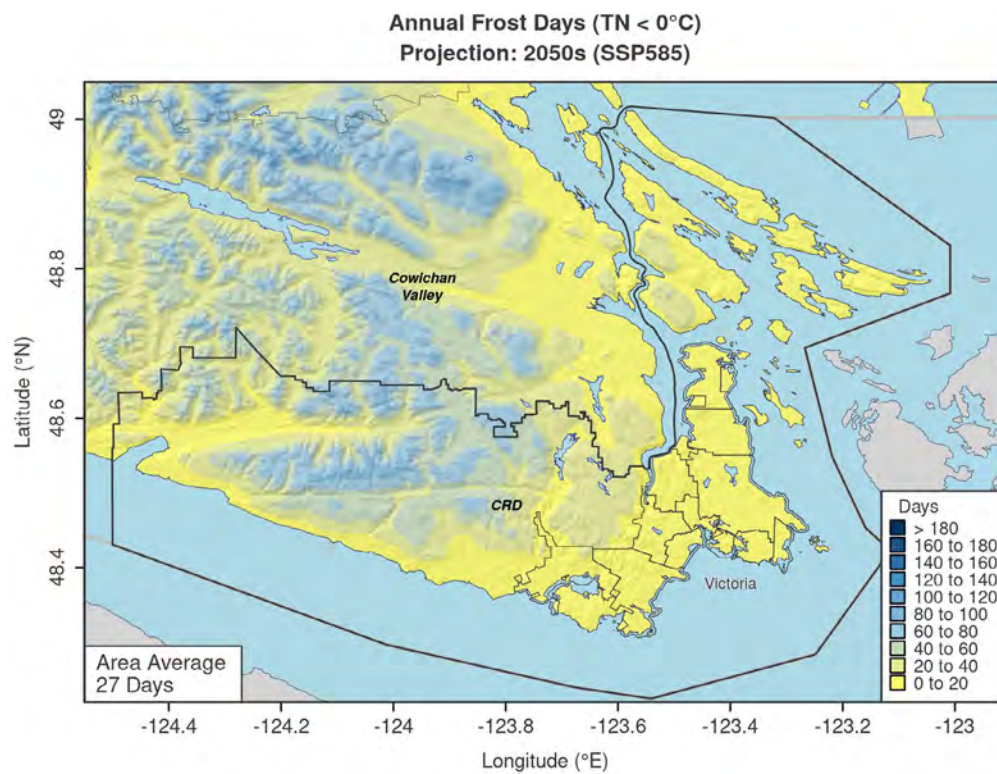 Annual Frost Days (TN < 0°C)
Projection: 2050s (SSP585)
Latitude (°N)
49
48.8
48.6
48.4
Cowichan
Valley
CRD
Victoria
Days
> 180
160 to 180
140 to 160
120 to 140
100 to 120
80 to 100
60 to 80
40 to 60
20 to 40
0 to 20
Area Average
27 Days
-124.4
-124.2
-124
-123.8
-123.6
-123.4
-123.2
-123
Longitude (°E)